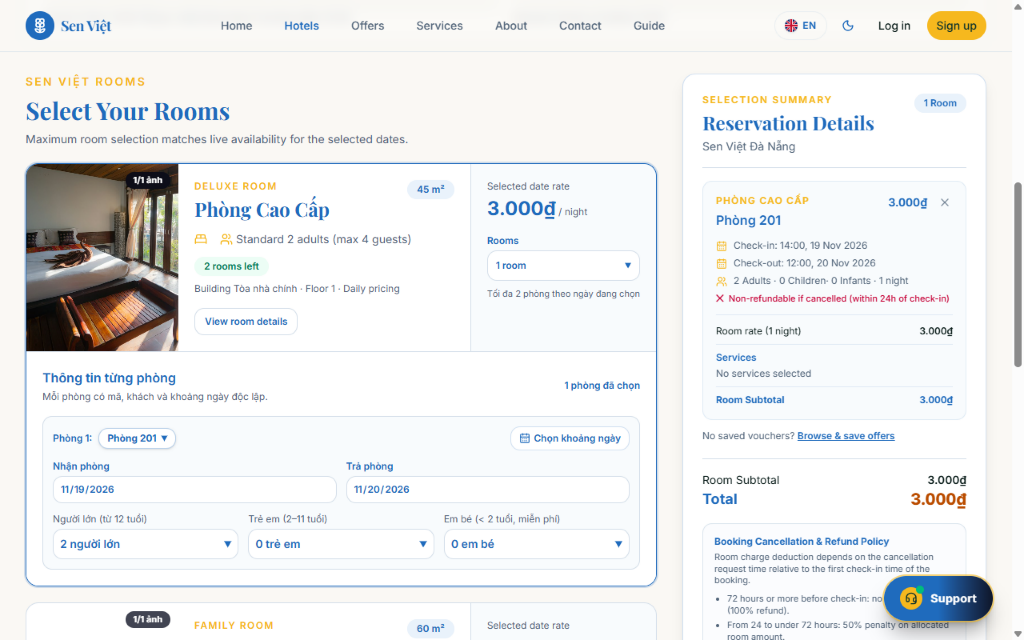 Sen Việt
Home
Hotels
Offers
Services
About
Contact
Guide
EN
Log in
Sign up
SEN VIỆT ROOMS
Select Your Rooms
Maximum room selection matches live availability for the selected dates.
1/1 ảnh
DELUXE ROOM
45 m²
Phòng Cao Cấp
Standard 2 adults (max 4 guests)
2 rooms left
Building Tòa nhà chính · Floor 1 · Daily pricing
View room details
Selected date rate
3.000₫ / night
Rooms
1 room
Tối đa 2 phòng theo ngày đang chọn
Thông tin từng phòng
Mỗi phòng có mã, khách và khoảng ngày độc lập.
1 phòng đã chọn
Phòng 1:
Phòng 201
Chọn khoảng ngày
Nhận phòng
Trả phòng
11/19/2026
11/20/2026
Người lớn (từ 12 tuổi)
Trẻ em (2–11 tuổi)
Em bé (< 2 tuổi, miễn phí)
2 người lớn
0 trẻ em
0 em bé
1/1 ảnh
FAMILY ROOM
60 m²
Selected date rate
SELECTION SUMMARY
1 Room
Reservation Details
Sen Việt Đà Nẵng
PHÒNG CAO CẤP
3.000₫
Phòng 201
Check-in: 14:00, 19 Nov 2026
Check-out: 12:00, 20 Nov 2026
2 Adults · 0 Children· 0 Infants · 1 night
Non-refundable if cancelled (within 24h of check-in)
Room rate (1 night)
3.000₫
Services
No services selected
Room Subtotal
3.000₫
No saved vouchers? Browse & save offers
Room Subtotal
3.000₫
Total
3.000₫
Booking Cancellation & Refund Policy
Room charge deduction depends on the cancellation
request time relative to the first check-in time of the
booking.
• 72 hours or more before check-in: no
(100% refund).
• From 24 to under 72 hours: 50% penalty on allocated
room amount.
Support